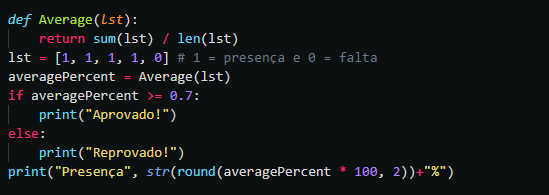 def Average(lst):
    return sum(lst) / len(lst)
lst = [1, 1, 1, 1, 0] # 1 = presença e 0 = falta
averagePercent = Average(lst)
if averagePercent >= 0.7:
    print("Aprovado!")
else:
    print("Reprovado!")
print("Presença", str(round(averagePercent * 100, 2))+"%")